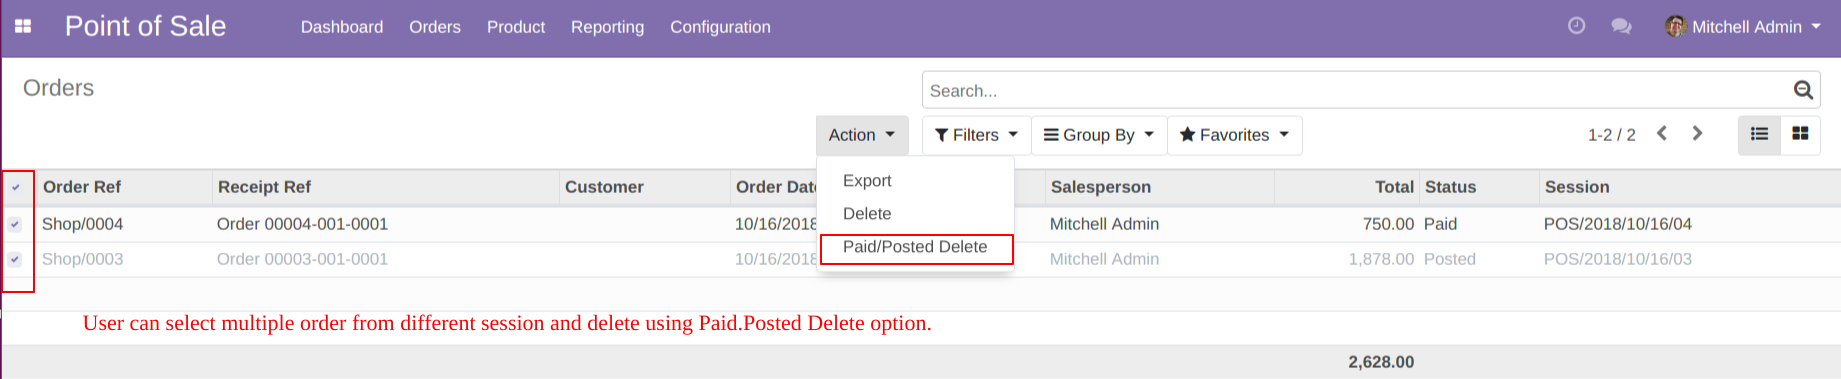 Point of Sale Dashboard Orders Product Reporting Configuration Mitchell Admin
Orders
Search...
Action Filters Group By Favorites 1-2 / 2
Export
Delete
Paid/Posted Delete
Order Ref Receipt Ref Customer Order Dat Salesperson Total Status Session
Shop/0004 Order 00004-001-0001 10/16/2018 Mitchell Admin 750.00 Paid POS/2018/10/16/04
Shop/0003 Order 00003-001-0001 10/16/2018 Mitchell Admin 1,878.00 Posted POS/2018/10/16/03
User can select multiple order from different session and delete using Paid.Posted Delete option.
2,628.00